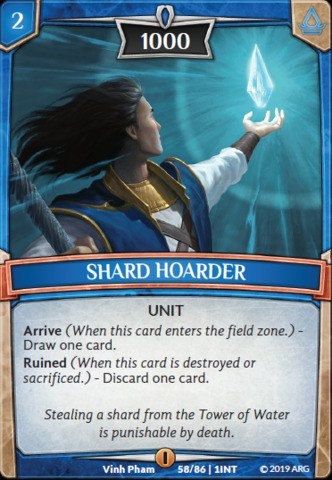 2
1000
SHARD HOARDER
UNIT
Arrive (When this card enters the field zone.) -
Draw one card.
Ruined (When this card is destroyed or
sacrificed.) - Discard one card.
Stealing a shard from the Tower of Water
is punishable by death.
Vinh Pham 58/86 | 1INT © 2019 ARG